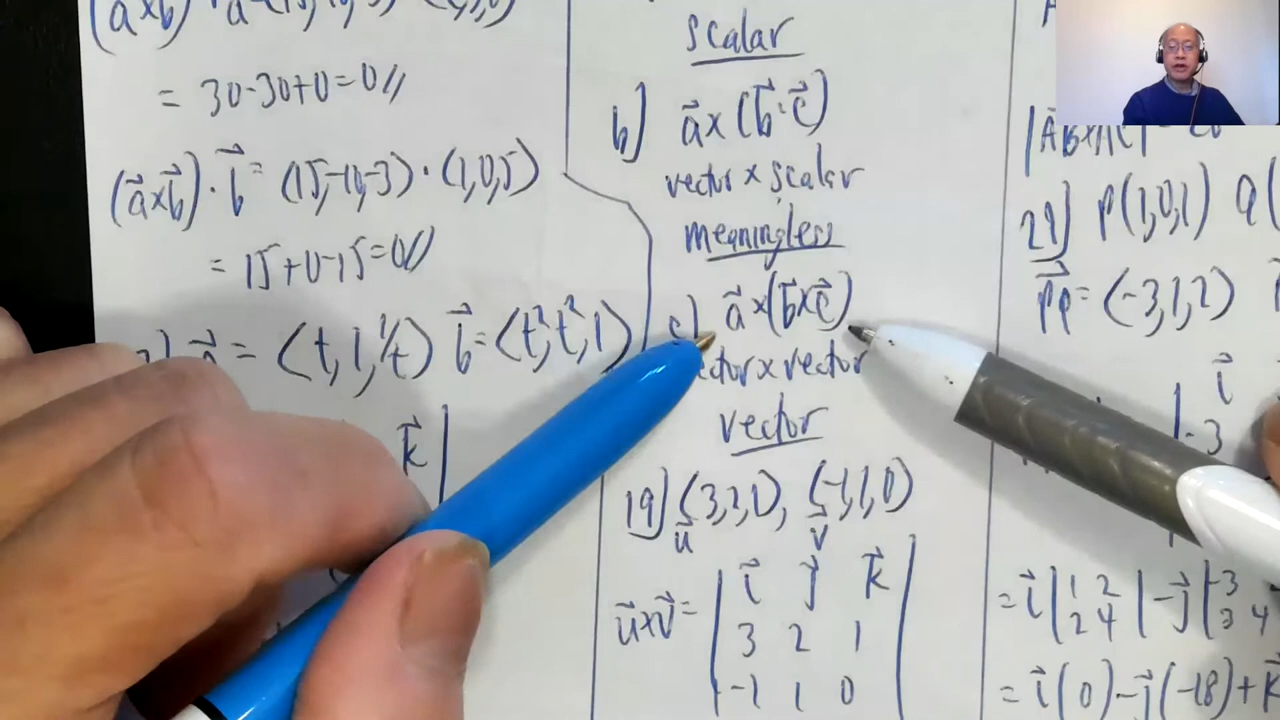 (a⃗×b⃗)
= 30-30+0=0//
(a⃗×b⃗)·b⃗= ⟨15,-10,-3⟩·⟨1,0,5⟩
= 15+0-15=0//
= ⟨t,1,1/t⟩ b⃗=⟨t²,t²,1⟩
k⃗
scalar
b] a⃗×(b⃗·c⃗)
vector×scalar
meaningless
c] a⃗×(b⃗×c⃗)
ector×vector
vector
19] ⟨3,2,1⟩, ⟨-1,1,0⟩
u v
u⃗×v⃗= | i⃗ j⃗ k⃗ |
3 2 1
-1 1 0
29] P(1,0,1) Q(
⟨-3,1,2⟩
i⃗
-3
= i⃗ | 1 2 | -j⃗ | -3
2 4 3 4
= i⃗(0)-j⃗(-18)+k⃗